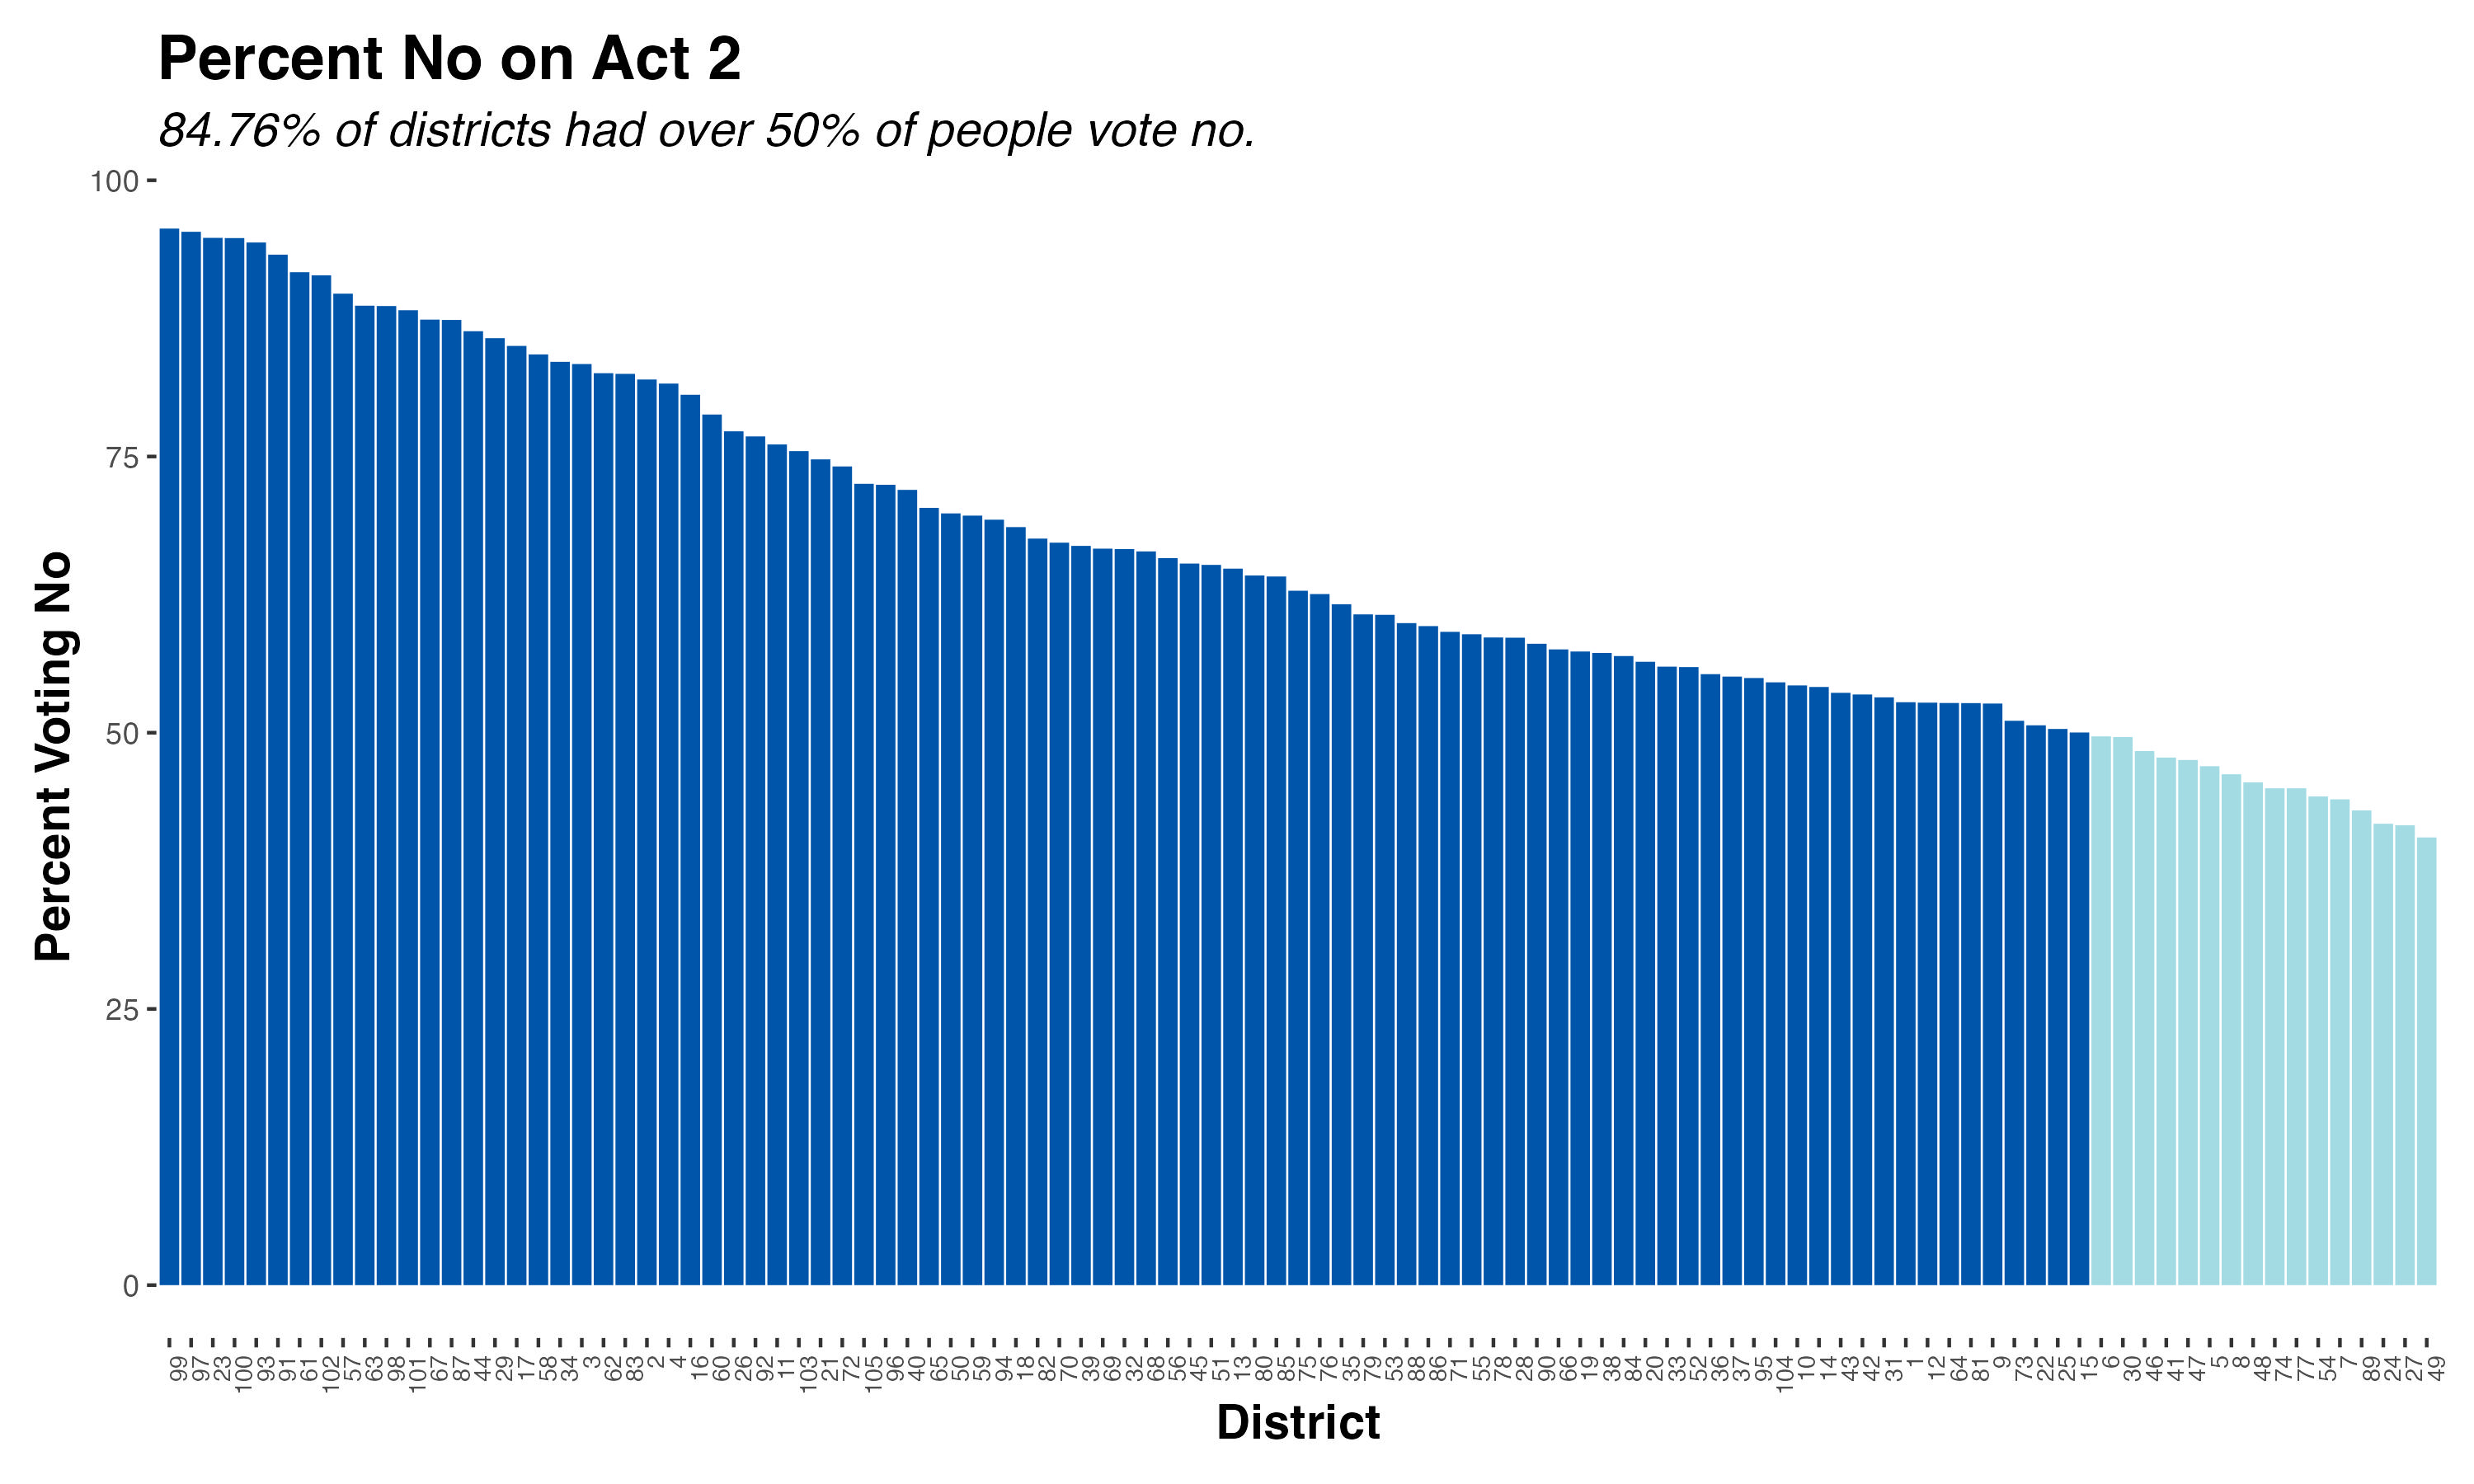 Percent No on Act 2
84.76% of districts had over 50% of people vote no.
100
75
50
25
0
Percent Voting No
99 97 23 100 93 91 61 102 57 63 98 101 67 87 44 29 17 58 34 3 62 83 2 4 16 60 26 92 11 103 21 72 105 96 40 65 50 59 94 18 82 70 39 69 32 68 56 45 51 13 80 85 75 76 35 79 53 88 86 71 55 78 28 90 66 19 38 84 20 33 52 36 37 95 104 10 14 43 42 31 1 12 64 81 9 73 22 25 15 6 30 46 41 47 5 8 48 74 77 54 7 89 24 27 49
District